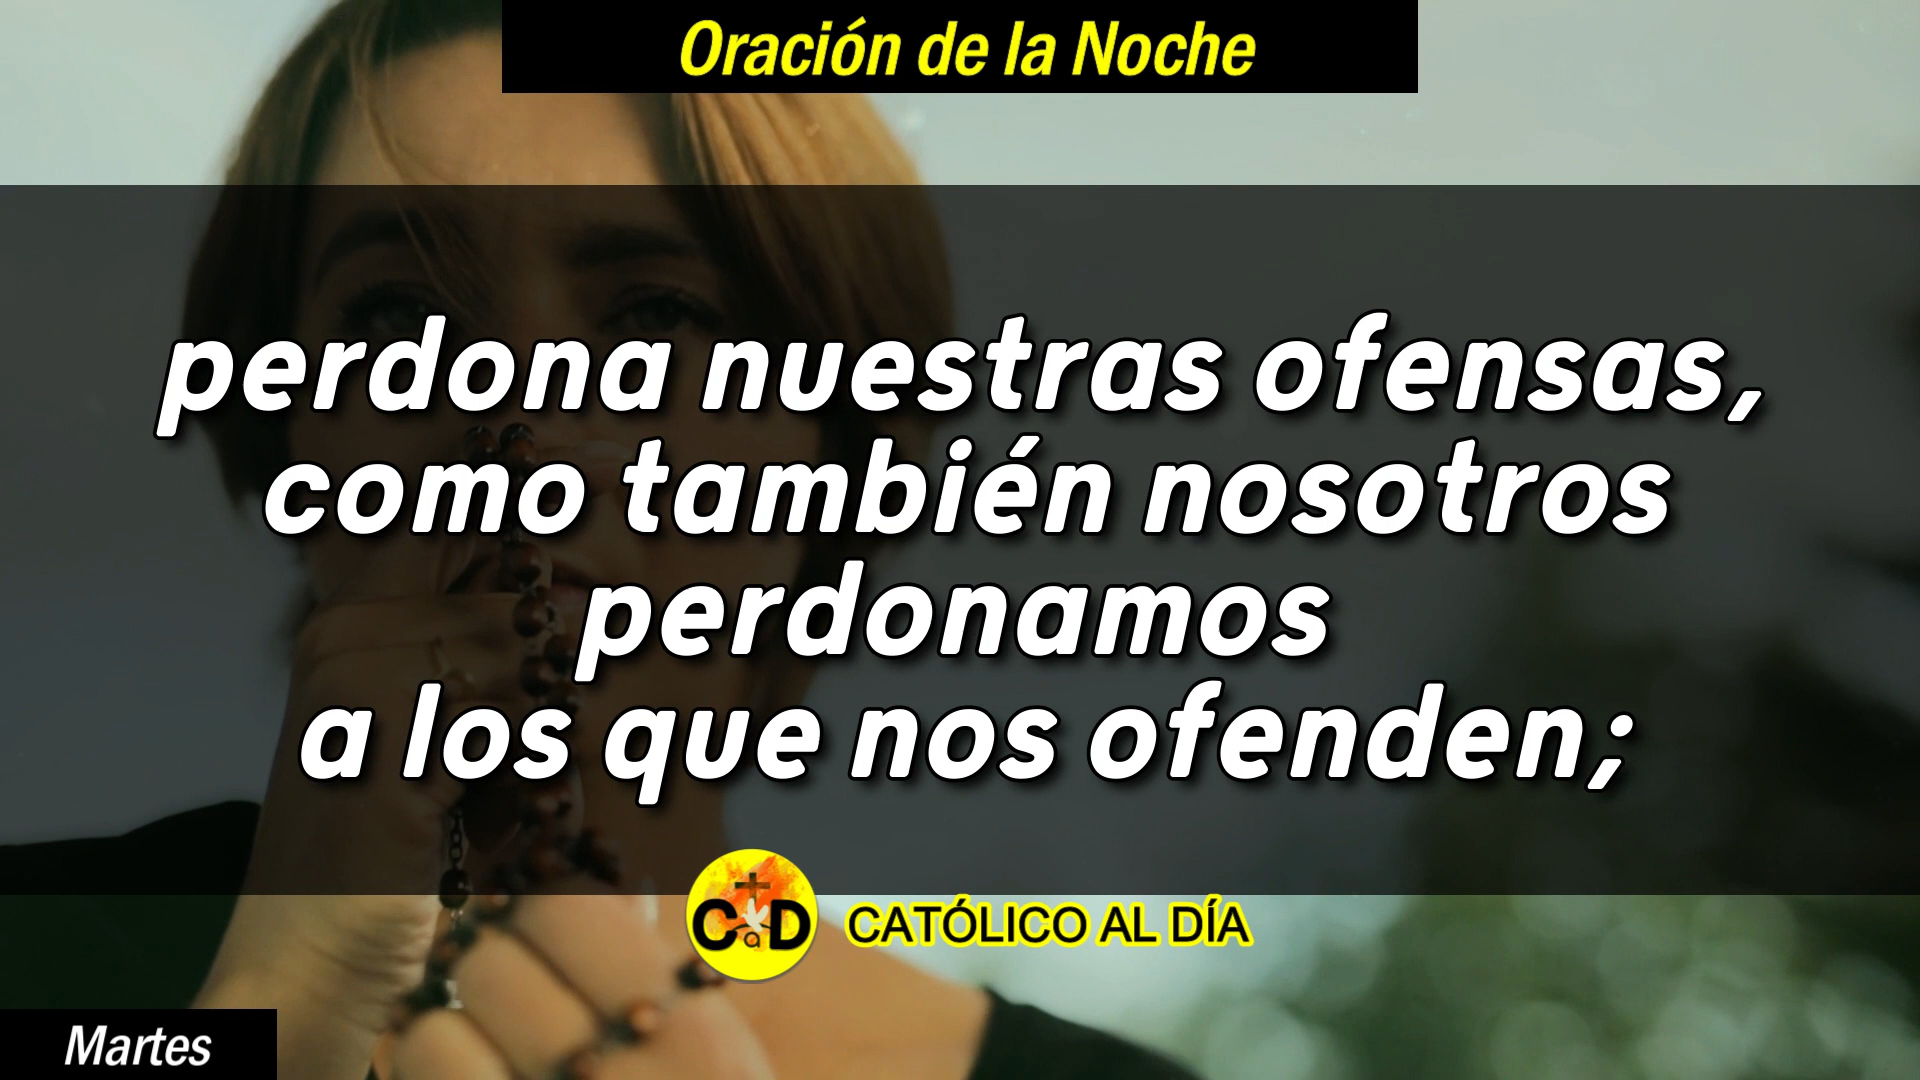 Oración de la Noche
perdona nuestras ofensas,
como también nosotros
perdonamos
a los que nos ofenden;
CaD CATÓLICO AL DÍA
Martes